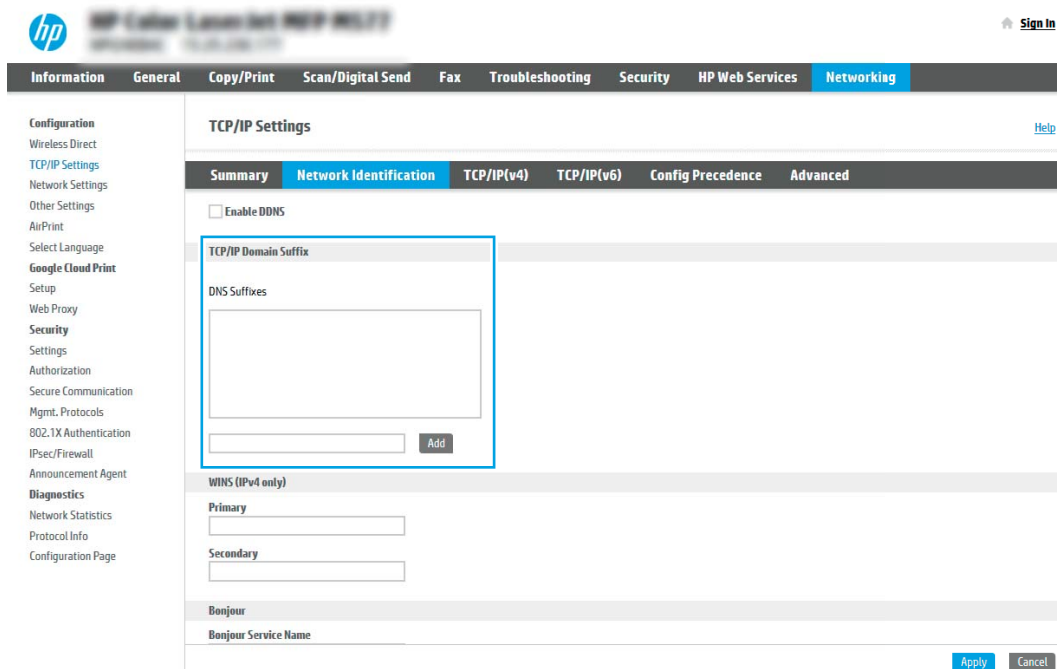 hp
Sign In
Information General Copy/Print Scan/Digital Send Fax Troubleshooting Security HP Web Services Networking
Configuration
Wireless Direct
TCP/IP Settings
Network Settings
Other Settings
AirPrint
Select Language
Google Cloud Print
Setup
Web Proxy
Security
Settings
Authorization
Secure Communication
Mgmt. Protocols
802.1X Authentication
IPsec/Firewall
Announcement Agent
Diagnostics
Network Statistics
Protocol Info
Configuration Page
TCP/IP Settings
Help
Summary Network Identification TCP/IP(v4) TCP/IP(v6) Config Precedence Advanced
Enable DDNS
TCP/IP Domain Suffix
DNS Suffixes
Add
WINS (IPv4 only)
Primary
Secondary
Bonjour
Bonjour Service Name
Apply Cancel